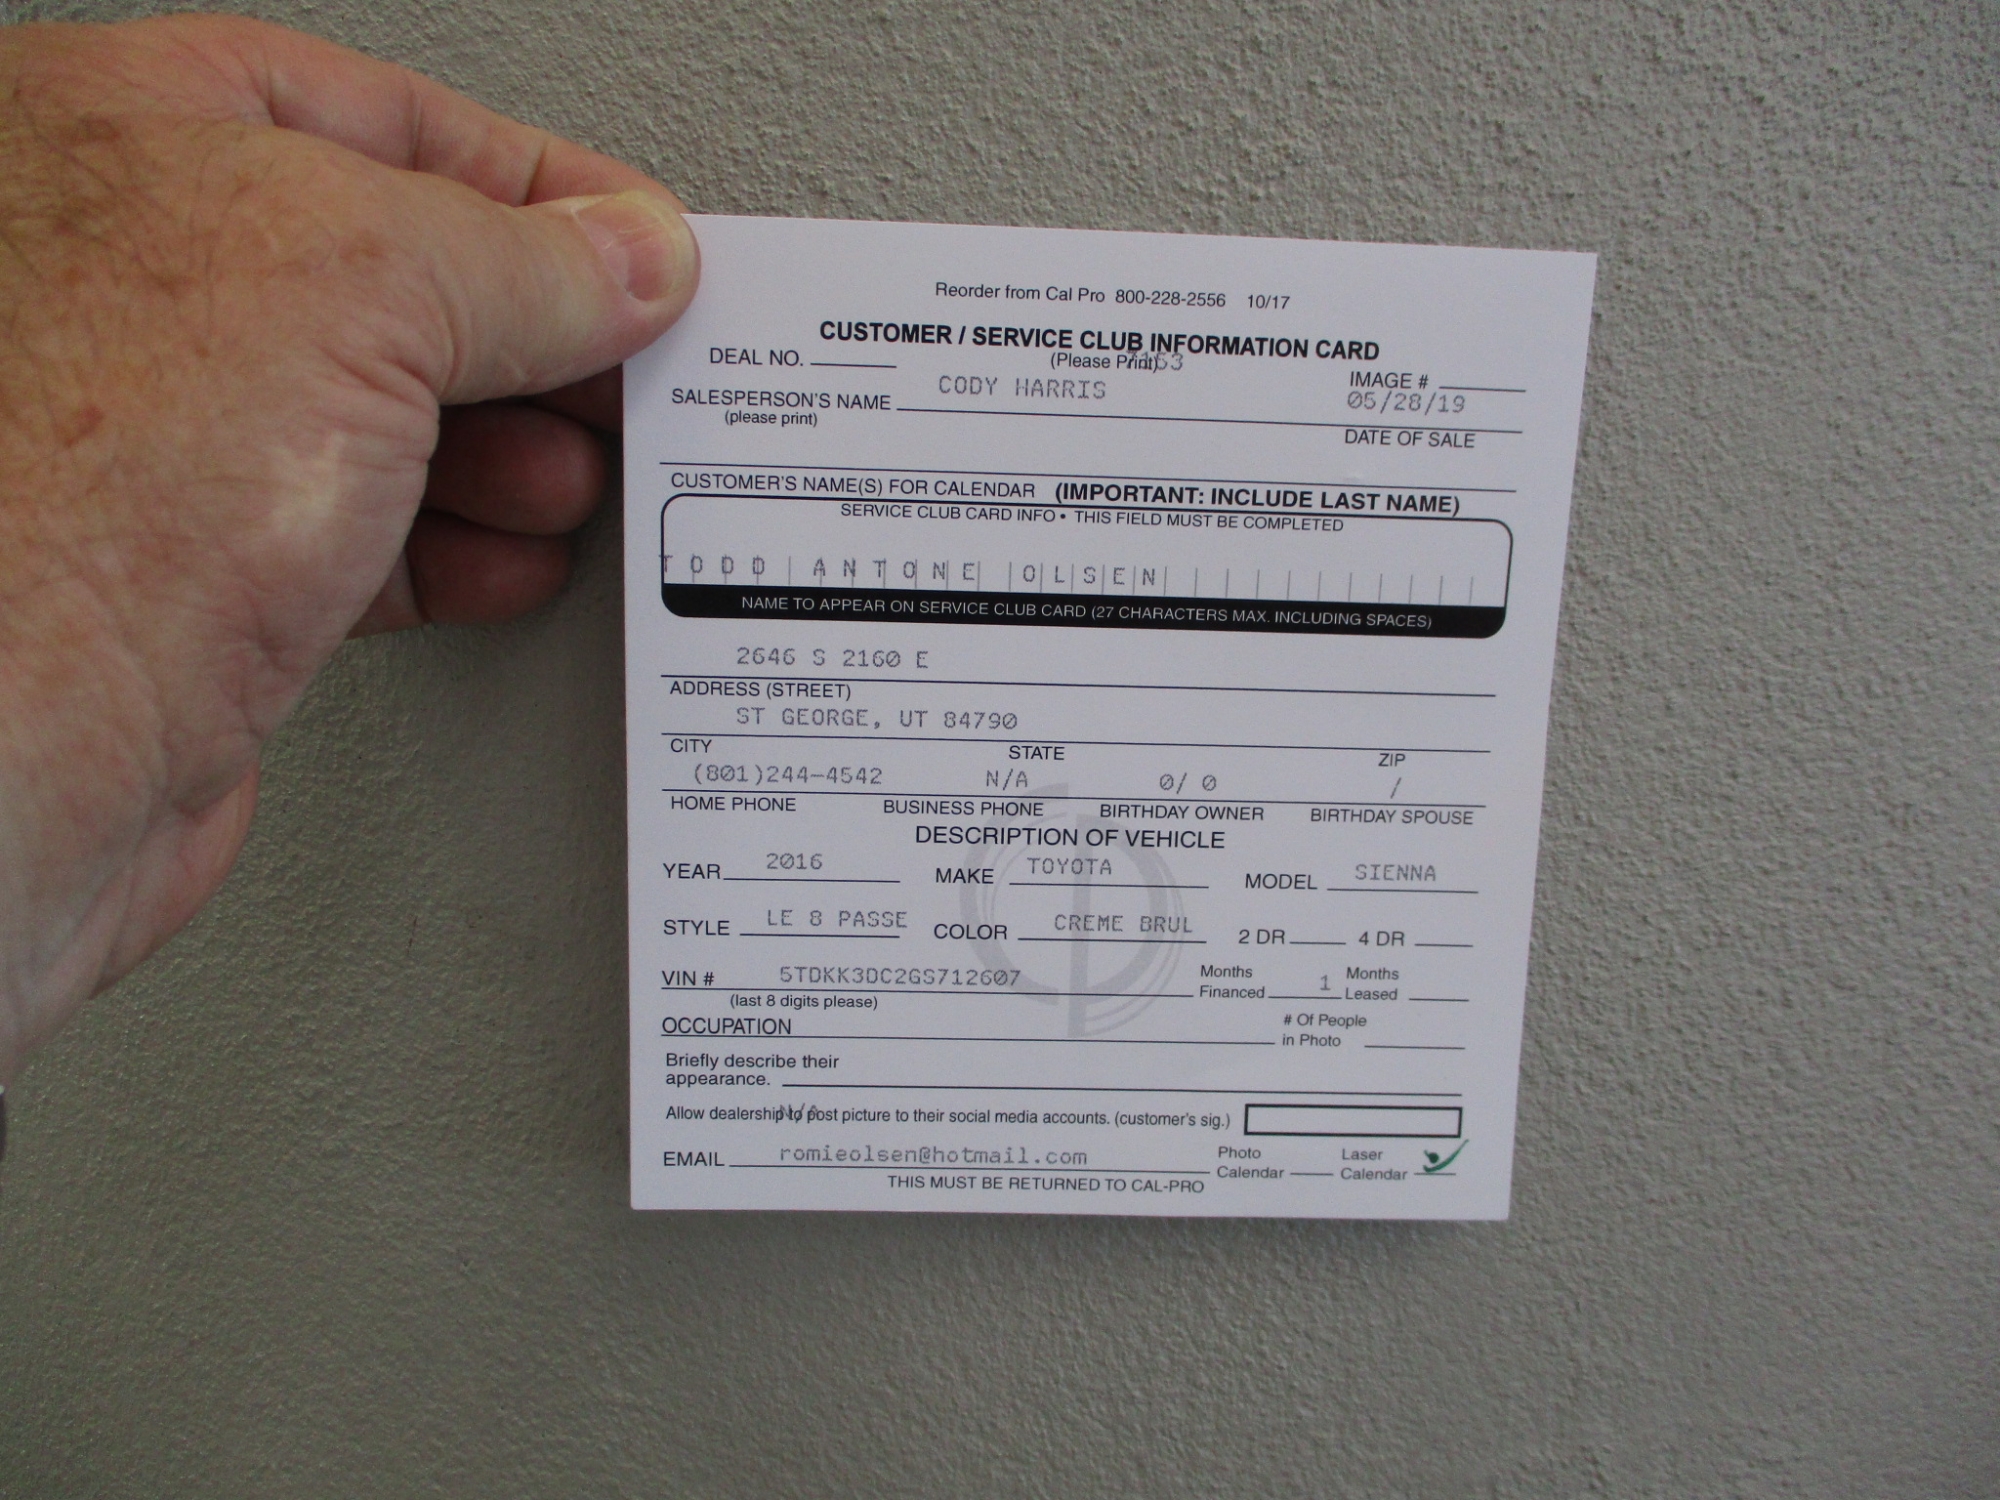 Reorder from Cal Pro 800-228-2556 10/17
CUSTOMER / SERVICE CLUB INFORMATION CARD
DEAL NO. (Please Print)
IMAGE #
SALESPERSON'S NAME CODY HARRIS 05/28/19
(please print) DATE OF SALE
CUSTOMER'S NAME(S) FOR CALENDAR (IMPORTANT: INCLUDE LAST NAME)
SERVICE CLUB CARD INFO • THIS FIELD MUST BE COMPLETED
TODD ANTONE OLSEN
NAME TO APPEAR ON SERVICE CLUB CARD (27 CHARACTERS MAX. INCLUDING SPACES)
2646 S 2160 E
ADDRESS (STREET)
ST GEORGE, UT 84790
CITY STATE ZIP
(801)244-4542 N/A 0/ 0 /
HOME PHONE BUSINESS PHONE BIRTHDAY OWNER BIRTHDAY SPOUSE
DESCRIPTION OF VEHICLE
YEAR 2016 MAKE TOYOTA MODEL SIENNA
STYLE LE 8 PASSE COLOR CREME BRUL 2 DR 4 DR
VIN # 5TDKK3DC2GS712607 Months Financed 1 Months Leased
(last 8 digits please)
OCCUPATION # Of People in Photo
Briefly describe their
appearance.
N/A
Allow dealership to post picture to their social media accounts. (customer's sig.)
EMAIL romieolsen@hotmail.com Photo Calendar Laser Calendar
THIS MUST BE RETURNED TO CAL-PRO